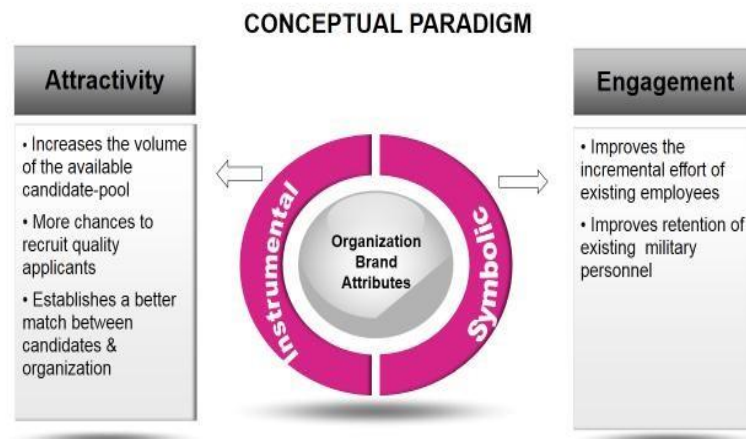 CONCEPTUAL PARADIGM
Attractivity
• Increases the volume
of the available
candidate-pool
• More chances to
recruit quality
applicants
• Establishes a better
match between
candidates &
organization
Instrumental
Organization
Brand
Attributes
Symbolic
Engagement
• Improves the
incremental effort of
existing employees
• Improves retention of
existing military
personnel